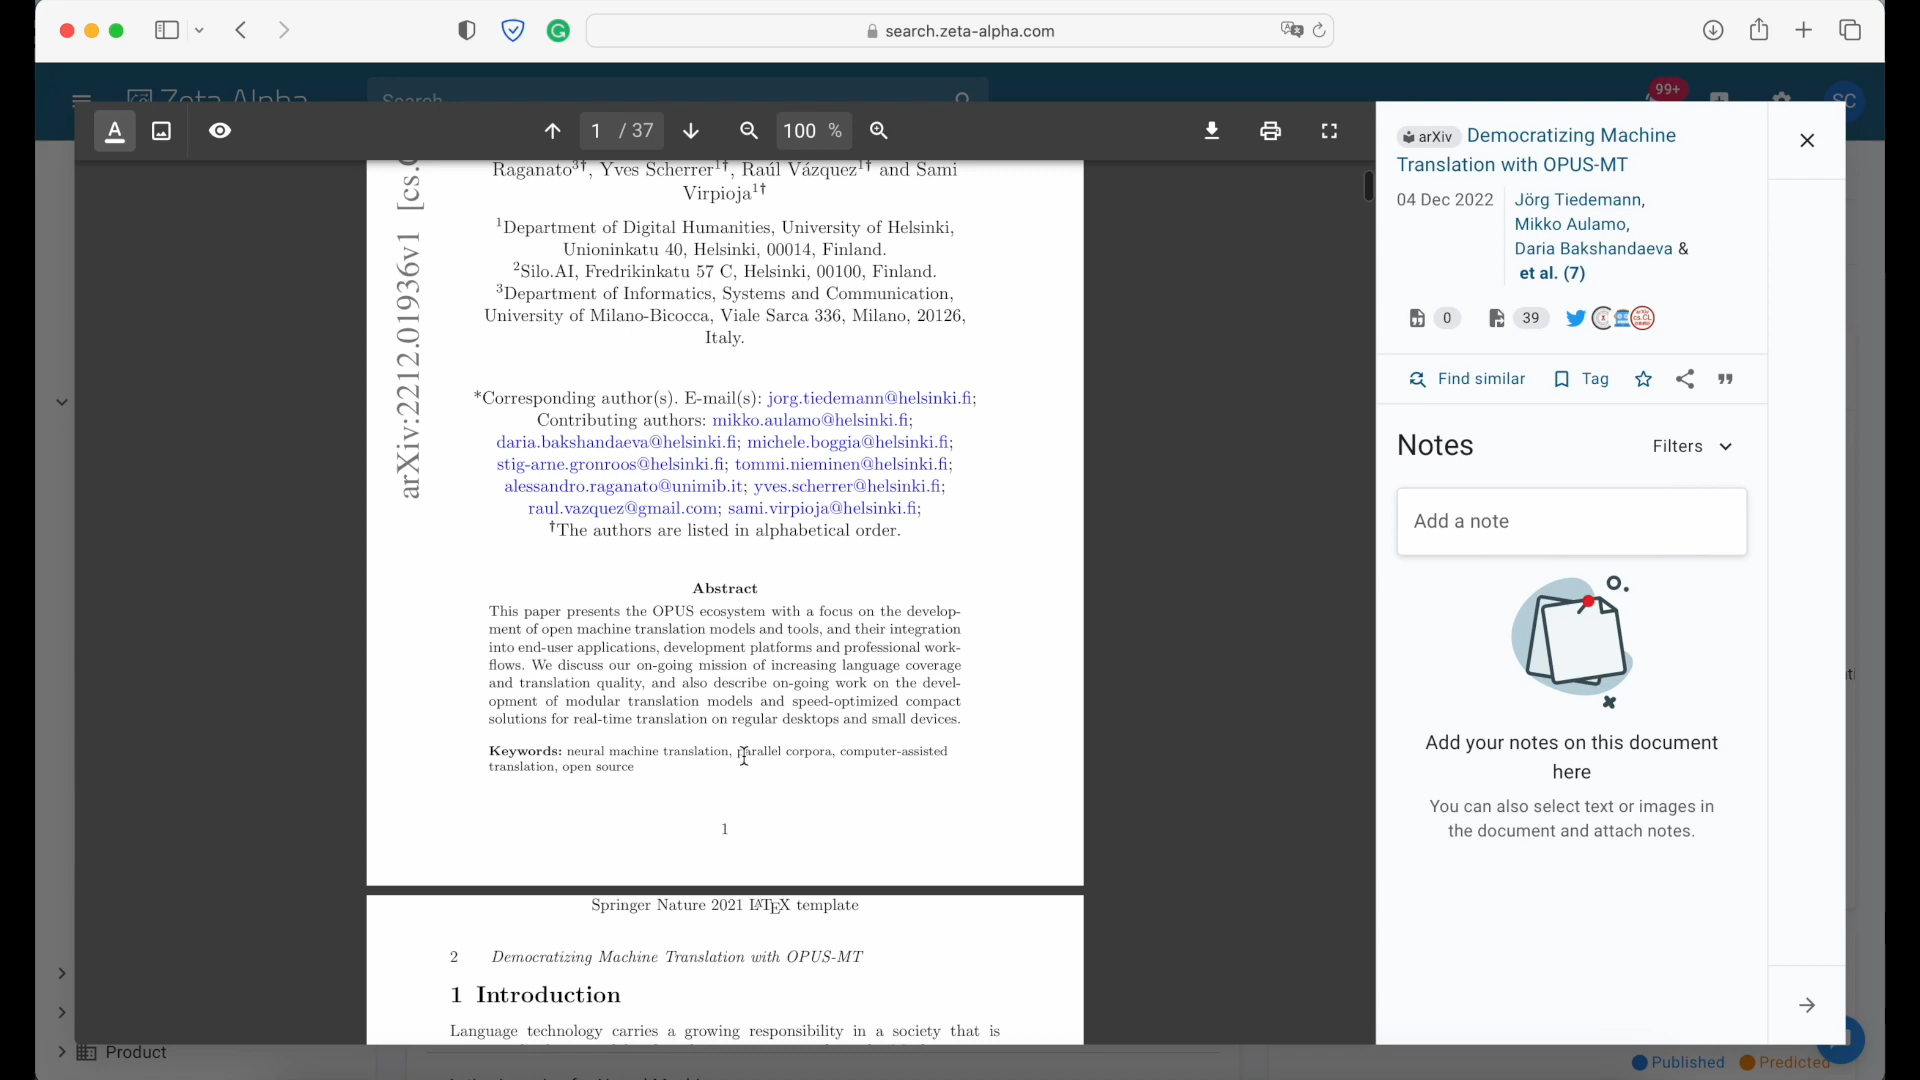 search.zeta-alpha.com
Zeta Alpha
Search
99+
SC
A
1 / 37
100 %
Raganato³†, Yves Scherrer¹†, Raúl Vázquez¹† and Sami
Virpioja¹†
¹Department of Digital Humanities, University of Helsinki,
Unioninkatu 40, Helsinki, 00014, Finland.
²Silo.AI, Fredrikinkatu 57 C, Helsinki, 00100, Finland.
³Department of Informatics, Systems and Communication,
University of Milano-Bicocca, Viale Sarca 336, Milano, 20126,
Italy.
*Corresponding author(s). E-mail(s): jorg.tiedemann@helsinki.fi;
Contributing authors: mikko.aulamo@helsinki.fi;
daria.bakshandaeva@helsinki.fi; michele.boggia@helsinki.fi;
stig-arne.gronroos@helsinki.fi; tommi.nieminen@helsinki.fi;
alessandro.raganato@unimib.it; yves.scherrer@helsinki.fi;
raul.vazquez@gmail.com; sami.virpioja@helsinki.fi;
†The authors are listed in alphabetical order.
arXiv:2212.01936v1 [cs.
Abstract
This paper presents the OPUS ecosystem with a focus on the develop-
ment of open machine translation models and tools, and their integration
into end-user applications, development platforms and professional work-
flows. We discuss our on-going mission of increasing language coverage
and translation quality, and also describe on-going work on the devel-
opment of modular translation models and speed-optimized compact
solutions for real-time translation on regular desktops and small devices.
Keywords: neural machine translation, parallel corpora, computer-assisted
translation, open source
1
Springer Nature 2021 LATEX template
2 Democratizing Machine Translation with OPUS-MT
1 Introduction
Language technology carries a growing responsibility in a society that is
arXiv Democratizing Machine
Translation with OPUS-MT
04 Dec 2022
Jörg Tiedemann,
Mikko Aulamo,
Daria Bakshandaeva &
et al. (7)
0
39
Find similar
Tag
Notes
Filters
Add a note
Add your notes on this document
here
You can also select text or images in
the document and attach notes.
Product
Published
Predicted